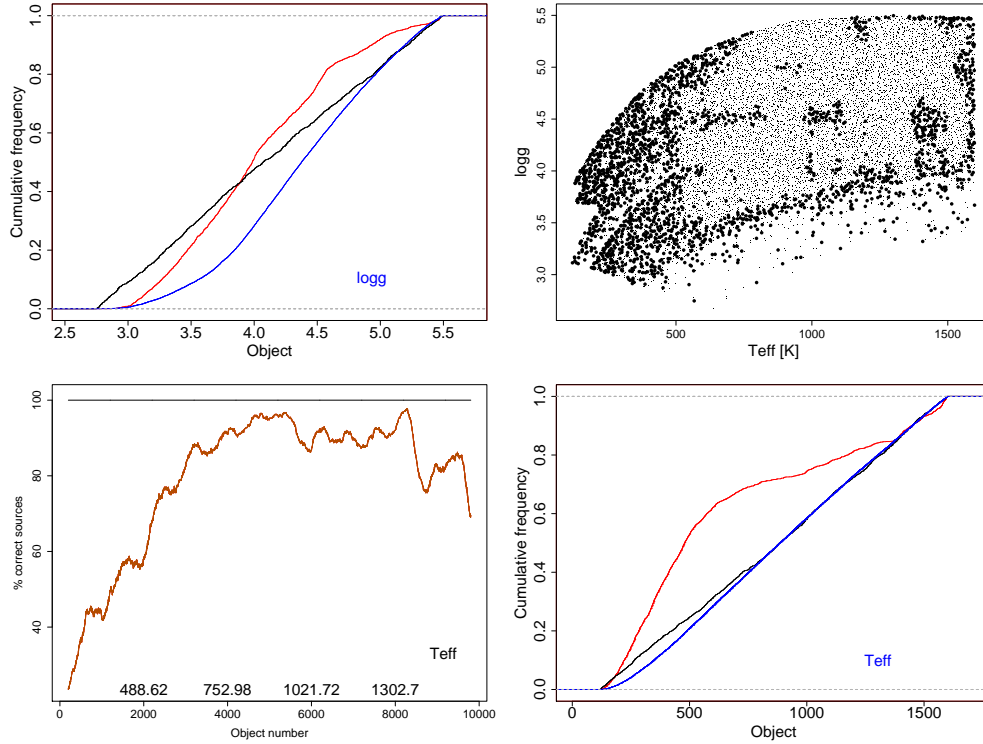 Cumulative frequency
1.0
0.8
0.6
0.4
0.2
0.0
logg
2.5 3.0 3.5 4.0 4.5 5.0 5.5
Object
logg
5.5
5.0
4.5
4.0
3.5
3.0
500 1000 1500
Teff [K]
% correct sources
100
80
60
40
Teff
488.62 752.98 1021.72 1302.7
0 2000 4000 6000 8000 10000
Object number
Cumulative frequency
1.0
0.8
0.6
0.4
0.2
0.0
Teff
0 500 1000 1500
Object